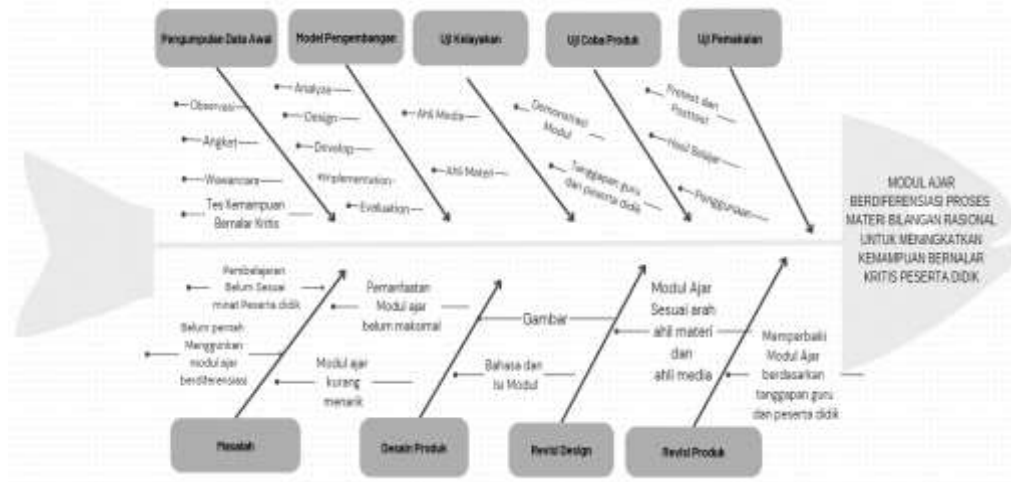 Pengumpulan Data Awal
Model Pengembangan
Uji Kelayakan
Uji Coba Produk
Uji Pemakaian
Observasi
Angket
Wawancara
Tes Kemampuan
Bernalar Kritis
Analyze
Design
Develop
Implementation
Evaluation
Ahli Media
Ahli Materi
Demonstrasi
Modul
Tanggapan guru
dan peserta didik
Pretest dan
Posttest
Hasil Belajar
Penggunaan
MODUL AJAR
BERDIFERENSIASI PROSES
MATERI BILANGAN RASIONAL
UNTUK MENINGKATKAN
KEMAMPUAN BERNALAR
KRITIS PESERTA DIDIK
Pembelajaran
Belum Sesuai
minat Peserta didik
Belum pernah
Menggunkan
modul ajar
berdiferensiasi
Pemanfaatan
Modul ajar
belum maksimal
Modul ajar
kurang
menarik
Gambar
Bahasa dan
Isi Modul
Modul Ajar
Sesuai arah
ahli materi
dan
ahli media
Memperbaiki
Modul Ajar
berdasarkan
tanggapan guru
dan peserta didik
Masalah
Desain Produk
Revisi Design
Revisi Produk